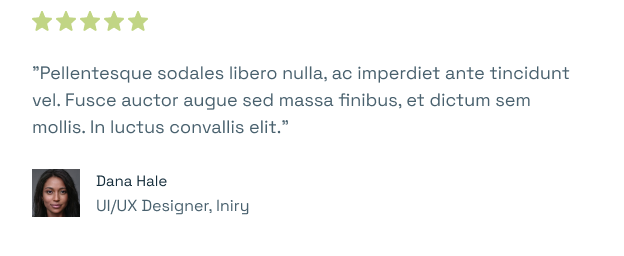 ”Pellentesque sodales libero nulla, ac imperdiet ante tincidunt
vel. Fusce auctor augue sed massa finibus, et dictum sem
mollis. In luctus convallis elit.”
Dana Hale
UI/UX Designer, Iniry